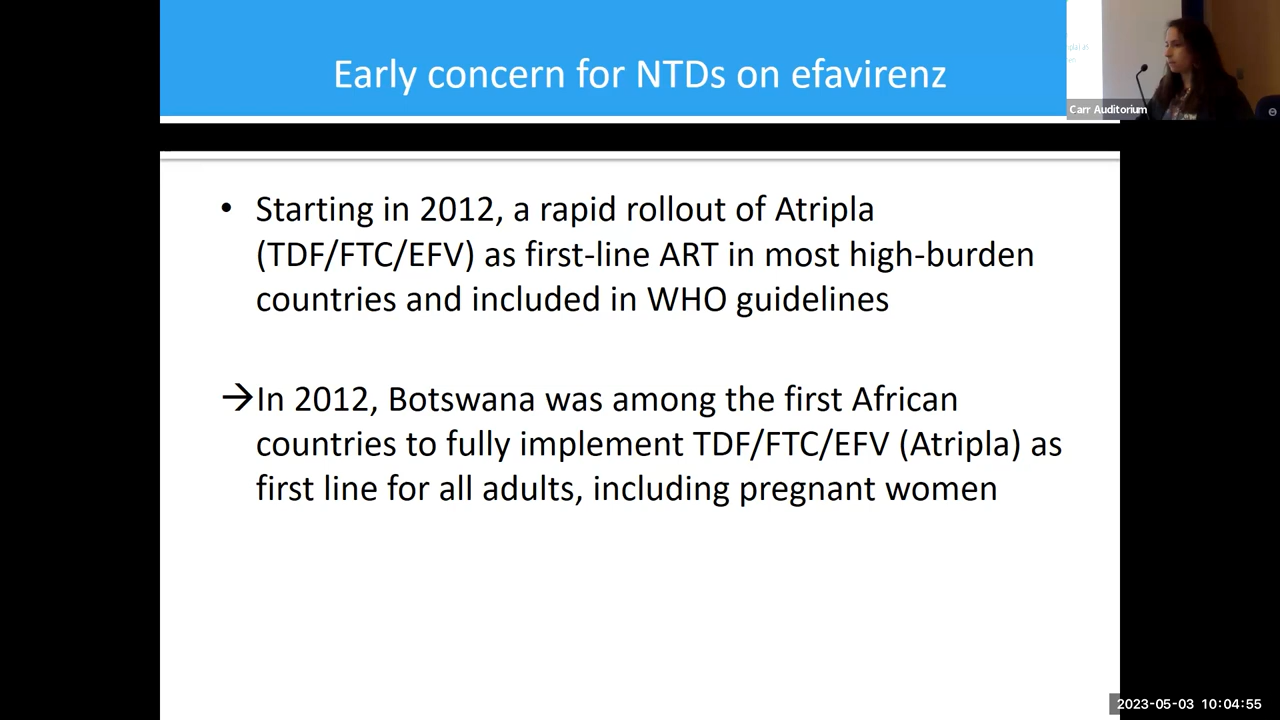 Early concern for NTDs on efavirenz
Carr Auditorium
• Starting in 2012, a rapid rollout of Atripla
(TDF/FTC/EFV) as first-line ART in most high-burden
countries and included in WHO guidelines
→In 2012, Botswana was among the first African
countries to fully implement TDF/FTC/EFV (Atripla) as
first line for all adults, including pregnant women
2023-05-03 10:04:55